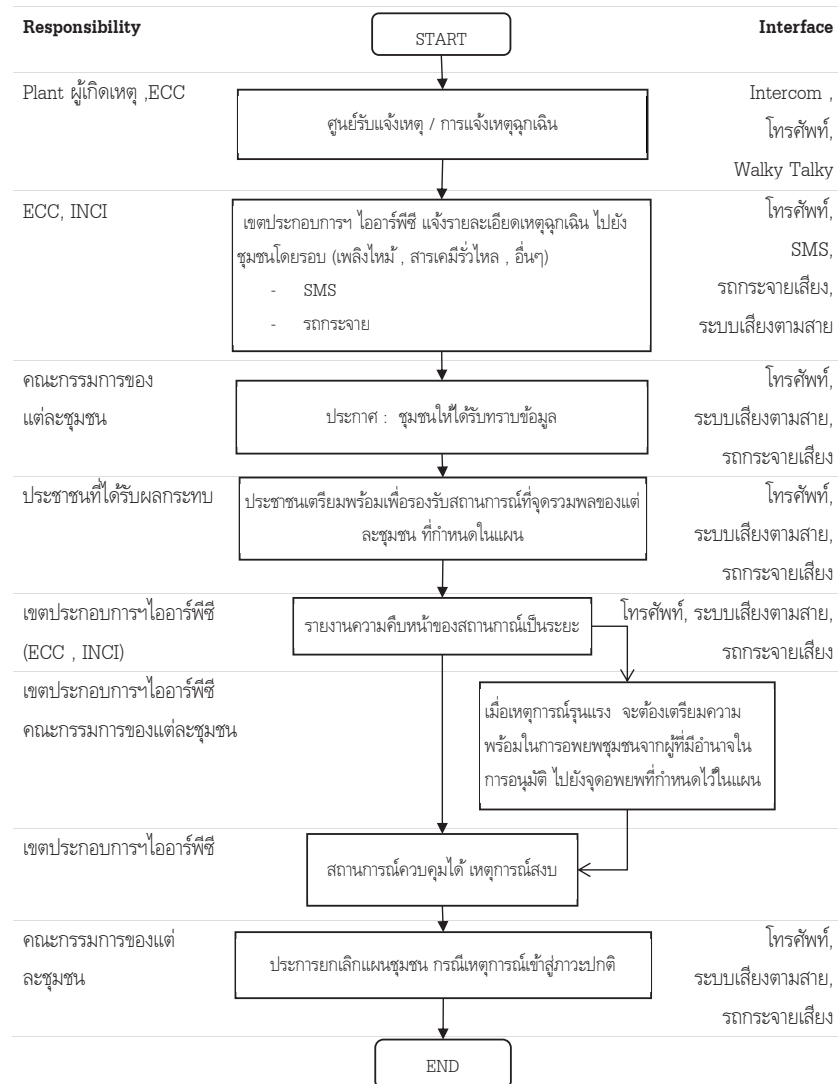 Responsibility
START
Interface
Plant ผู้เกิดเหตุ ,ECC
ศูนย์รับแจ้งเหตุ / การแจ้งเหตุฉุกเฉิน
Intercom ,
โทรศัพท์,
Walky Talky
ECC, INCI
เขตประกอบการฯ ไออาร์พีซี แจ้งรายละเอียดเหตุฉุกเฉิน ไปยัง
ชุมชนโดยรอบ (เพลิงไหม้ , สารเคมีรั่วไหล , อื่นๆ)
- SMS
- รถกระจาย
โทรศัพท์,
SMS,
รถกระจายเสียง,
ระบบเสียงตามสาย
คณะกรรมการของ
แต่ละชุมชน
ประกาศ : ชุมชนให้ได้รับทราบข้อมูล
โทรศัพท์,
ระบบเสียงตามสาย,
รถกระจายเสียง
ประชาชนที่ได้รับผลกระทบ
ประชาชนเตรียมพร้อมเพื่อรองรับสถานการณ์ที่จุดรวมพลของแต่
ละชุมชน ที่กำหนดในแผน
โทรศัพท์,
ระบบเสียงตามสาย,
รถกระจายเสียง
เขตประกอบการฯไออาร์พีซี
(ECC , INCI)
รายงานความคืบหน้าของสถานกาณ์เป็นระยะ
โทรศัพท์, ระบบเสียงตามสาย,
รถกระจายเสียง
เขตประกอบการฯไออาร์พีซี
คณะกรรมการของแต่ละชุมชน
เมื่อเหตุการณ์รุนแรง จะต้องเตรียมความ
พร้อมในการอพยพชุมชนจากผู้ที่มีอำนาจใน
การอนุมัติ ไปยังจุดอพยพที่กำหนดไว้ในแผน
เขตประกอบการฯไออาร์พีซี
สถานการณ์ควบคุมได้ เหตุการณ์สงบ
คณะกรรมการของแต่
ละชุมชน
ประการยกเลิกแผนชุมชน กรณีเหตุการณ์เข้าสู่ภาวะปกติ
โทรศัพท์,
ระบบเสียงตามสาย,
รถกระจายเสียง
END